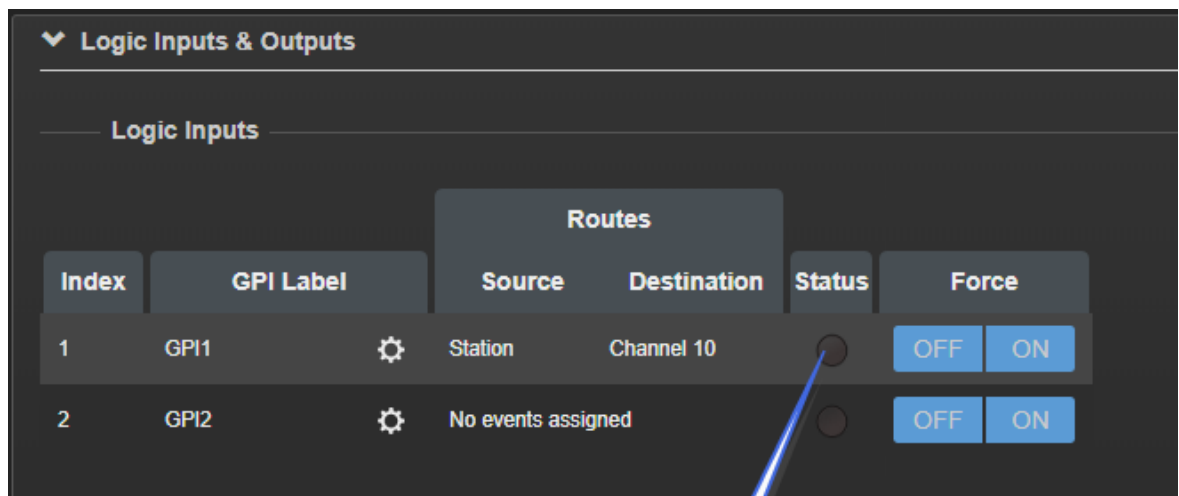 Logic Inputs & Outputs
Logic Inputs
Routes
Index GPI Label Source Destination Status Force
1 GPI1 Station Channel 10 OFF ON
2 GPI2 No events assigned OFF ON